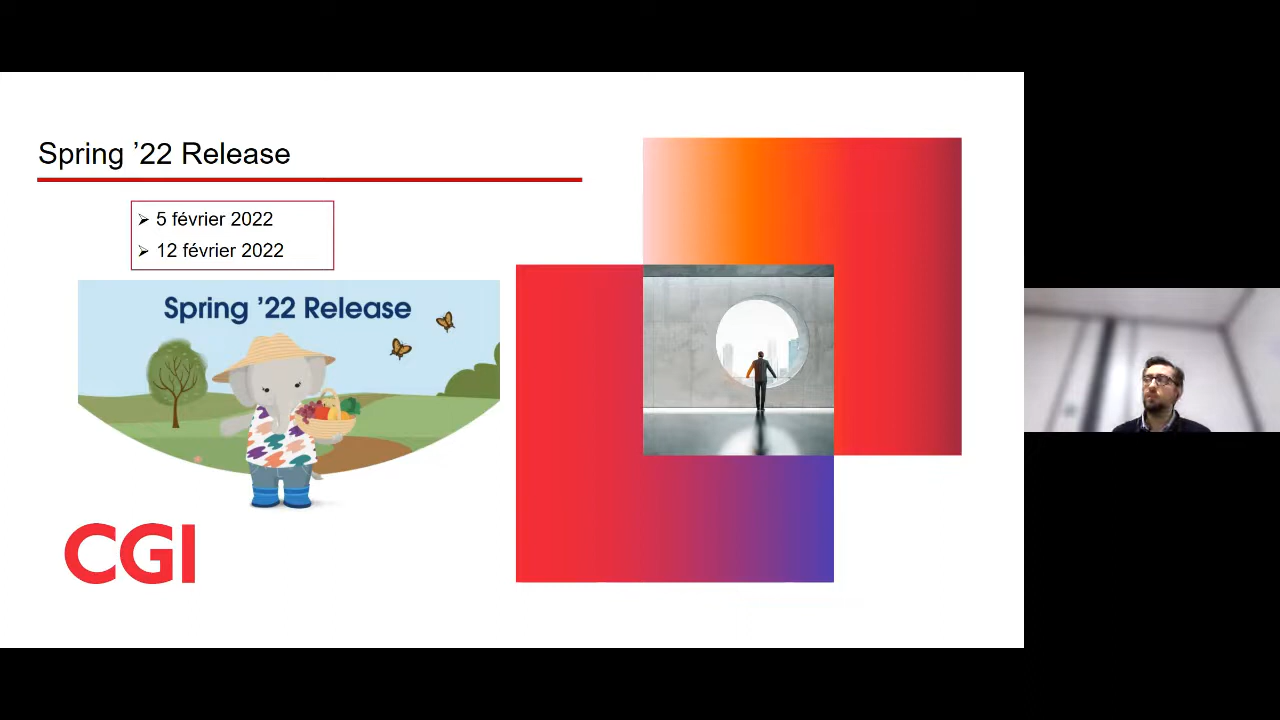 Spring ’22 Release
5 février 2022
12 février 2022
Spring ’22 Release
CGI